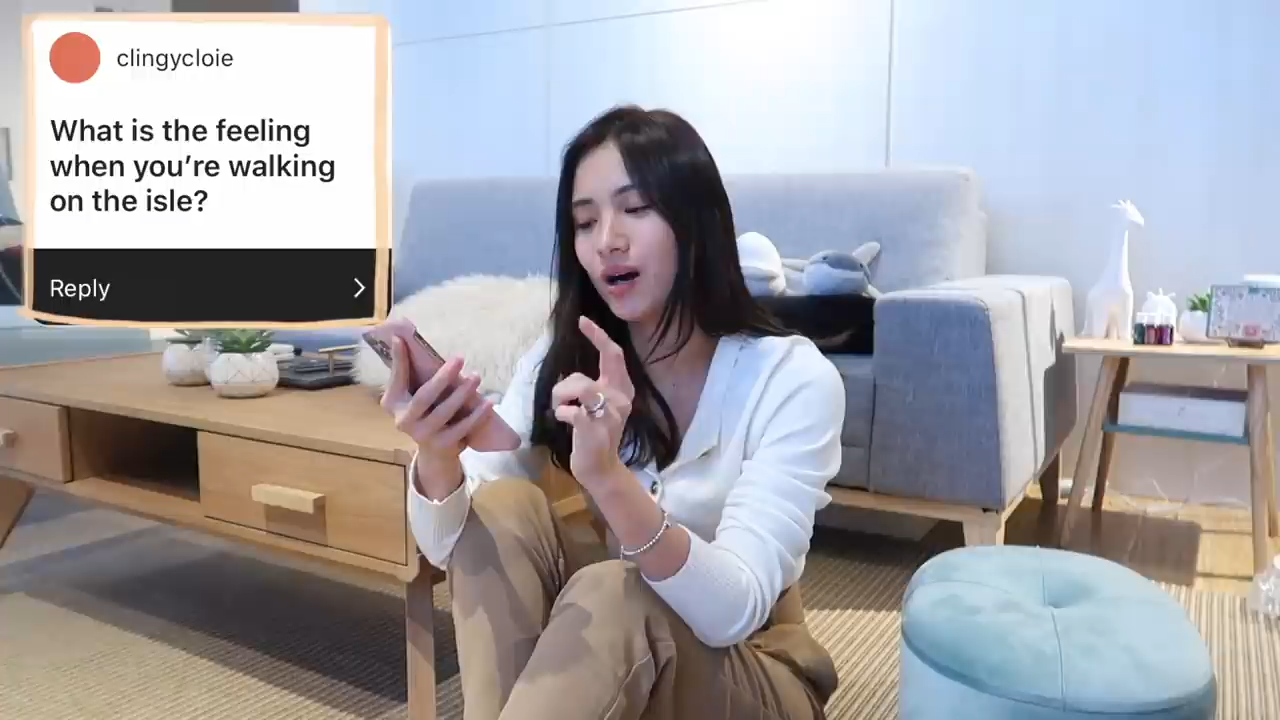 clingycloie
What is the feeling
when you’re walking
on the isle?
Reply